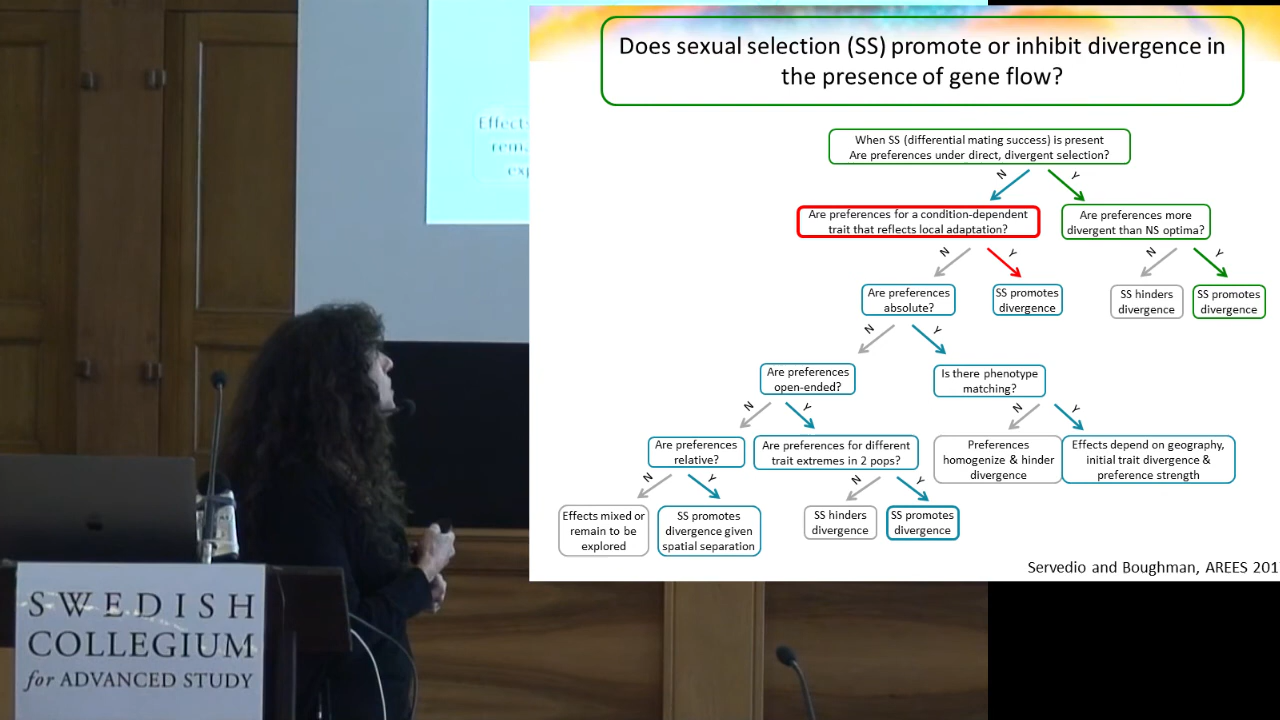 Does sexual selection (SS) promote or inhibit divergence in
the presence of gene flow?
When SS (differential mating success) is present
Are preferences under direct, divergent selection?
N
Y
Are preferences for a condition-dependent
trait that reflects local adaptation?
Are preferences more
divergent than NS optima?
N
Y
N
Y
Are preferences
absolute?
SS promotes
divergence
SS hinders
divergence
SS promotes
divergence
N
Y
Are preferences
open-ended?
Is there phenotype
matching?
N
Y
N
Y
Are preferences
relative?
Are preferences for different
trait extremes in 2 pops?
Preferences
homogenize & hinder
divergence
Effects depend on geography,
initial trait divergence &
preference strength
N
Y
N
Y
Effects mixed or
remain to be
explored
SS promotes
divergence given
spatial separation
SS hinders
divergence
SS promotes
divergence
Servedio and Boughman, AREES 201
Effects
rem
exp
SWEDISH
COLLEGIUM
for ADVANCED STUDY